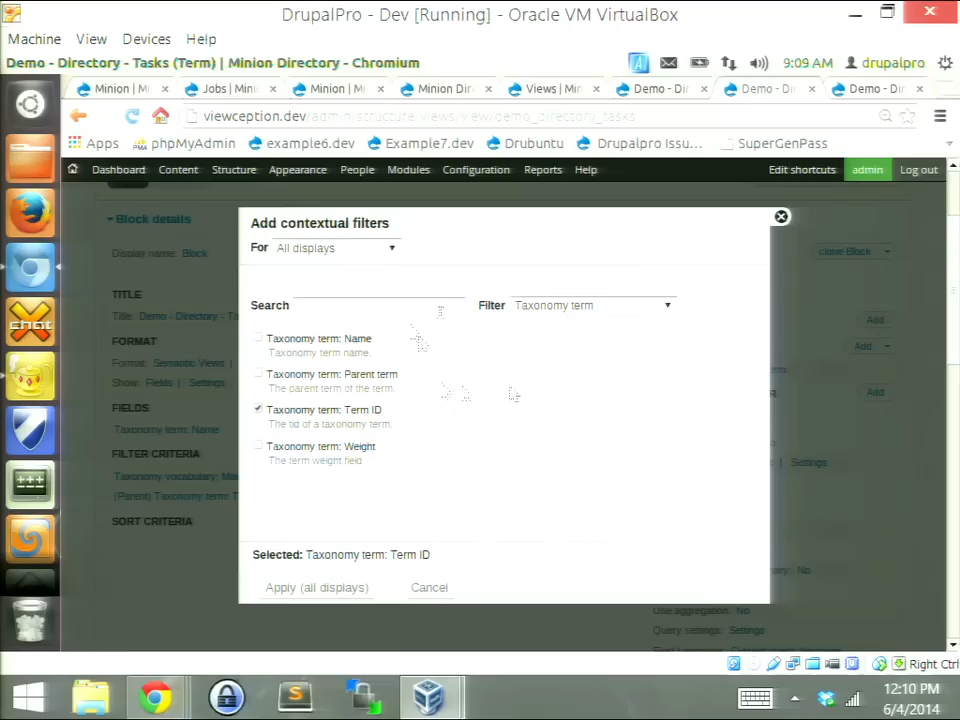 DrupalPro - Dev [Running] - Oracle VM VirtualBox
Machine View Devices Help
Demo - Directory - Tasks (Term) | Minion Directory - Chromium
9:09 AM drupalpro
Minion | M Jobs | Mini Minion | M Minion Dir Views | Min Demo - Dir Demo - Dir Demo - Dir
viewception.dev/admin/structure/views/view/demo_directory_tasks
Apps phpMyAdmin example6.dev Example7.dev Drubuntu Drupalpro Issu... SuperGenPass
Dashboard Content Structure Appearance People Modules Configuration Reports Help Edit shortcuts admin Log out
Block details
Display name: Block
clone Block
TITLE
Title: Demo - Directory - Ta
Add
FORMAT
Format: Semantic Views |
Add
Show: Fields | Settings
Add
FIELDS
Taxonomy term: Name
FILTER CRITERIA
Taxonomy vocabulary:
Settings
(Parent) Taxonomy term: T
SORT CRITERIA
No
Use aggregation: No
Query settings: Settings
Add contextual filters
For All displays
Search Filter Taxonomy term
Taxonomy term: Name
Taxonomy term name.
Taxonomy term: Parent term
The parent term of the term.
Taxonomy term: Term ID
The tid of a taxonomy term.
Taxonomy term: Weight
The term weight field
Selected: Taxonomy term: Term ID
Apply (all displays) Cancel
Right Ctrl
12:10 PM
6/4/2014